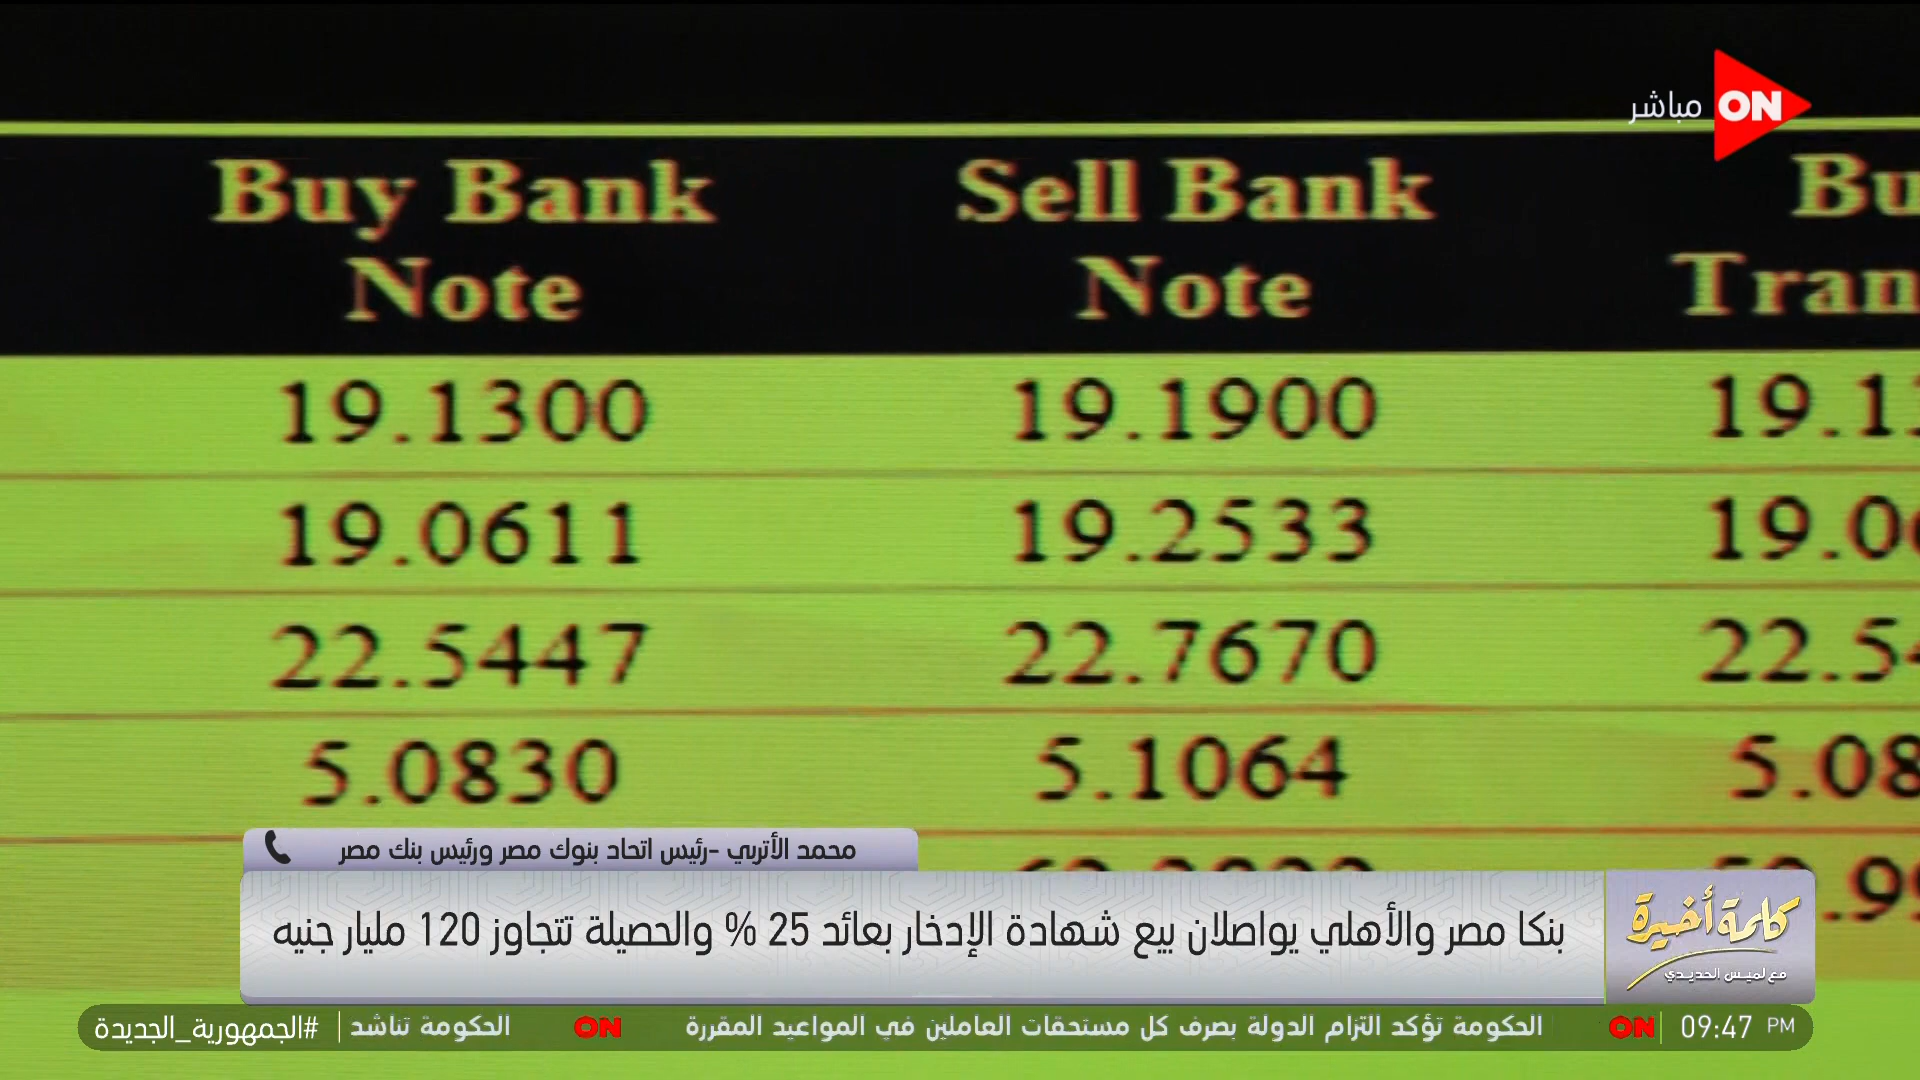 مباشر ON
Buy Bank Note
Sell Bank Note
Bu
Tran
19.1300 19.1900 19.1
19.0611 19.2533 19.0
22.5447 22.7670 22.5
5.0830 5.1064 5.08
محمد الأتربي -رئيس اتحاد بنوك مصر ورئيس بنك مصر
كلمة أخيرة
مع لميس الحديدي
بنكا مصر والأهلي يواصلان بيع شهادة الإدخار بعائد 25 % والحصيلة تتجاوز 120 مليار جنيه
09:47 PM
ON الحكومة تؤكد التزام الدولة بصرف كل مستحقات العاملين في المواعيد المقررة ON الحكومة تناشد
#الجمهورية_الجديدة